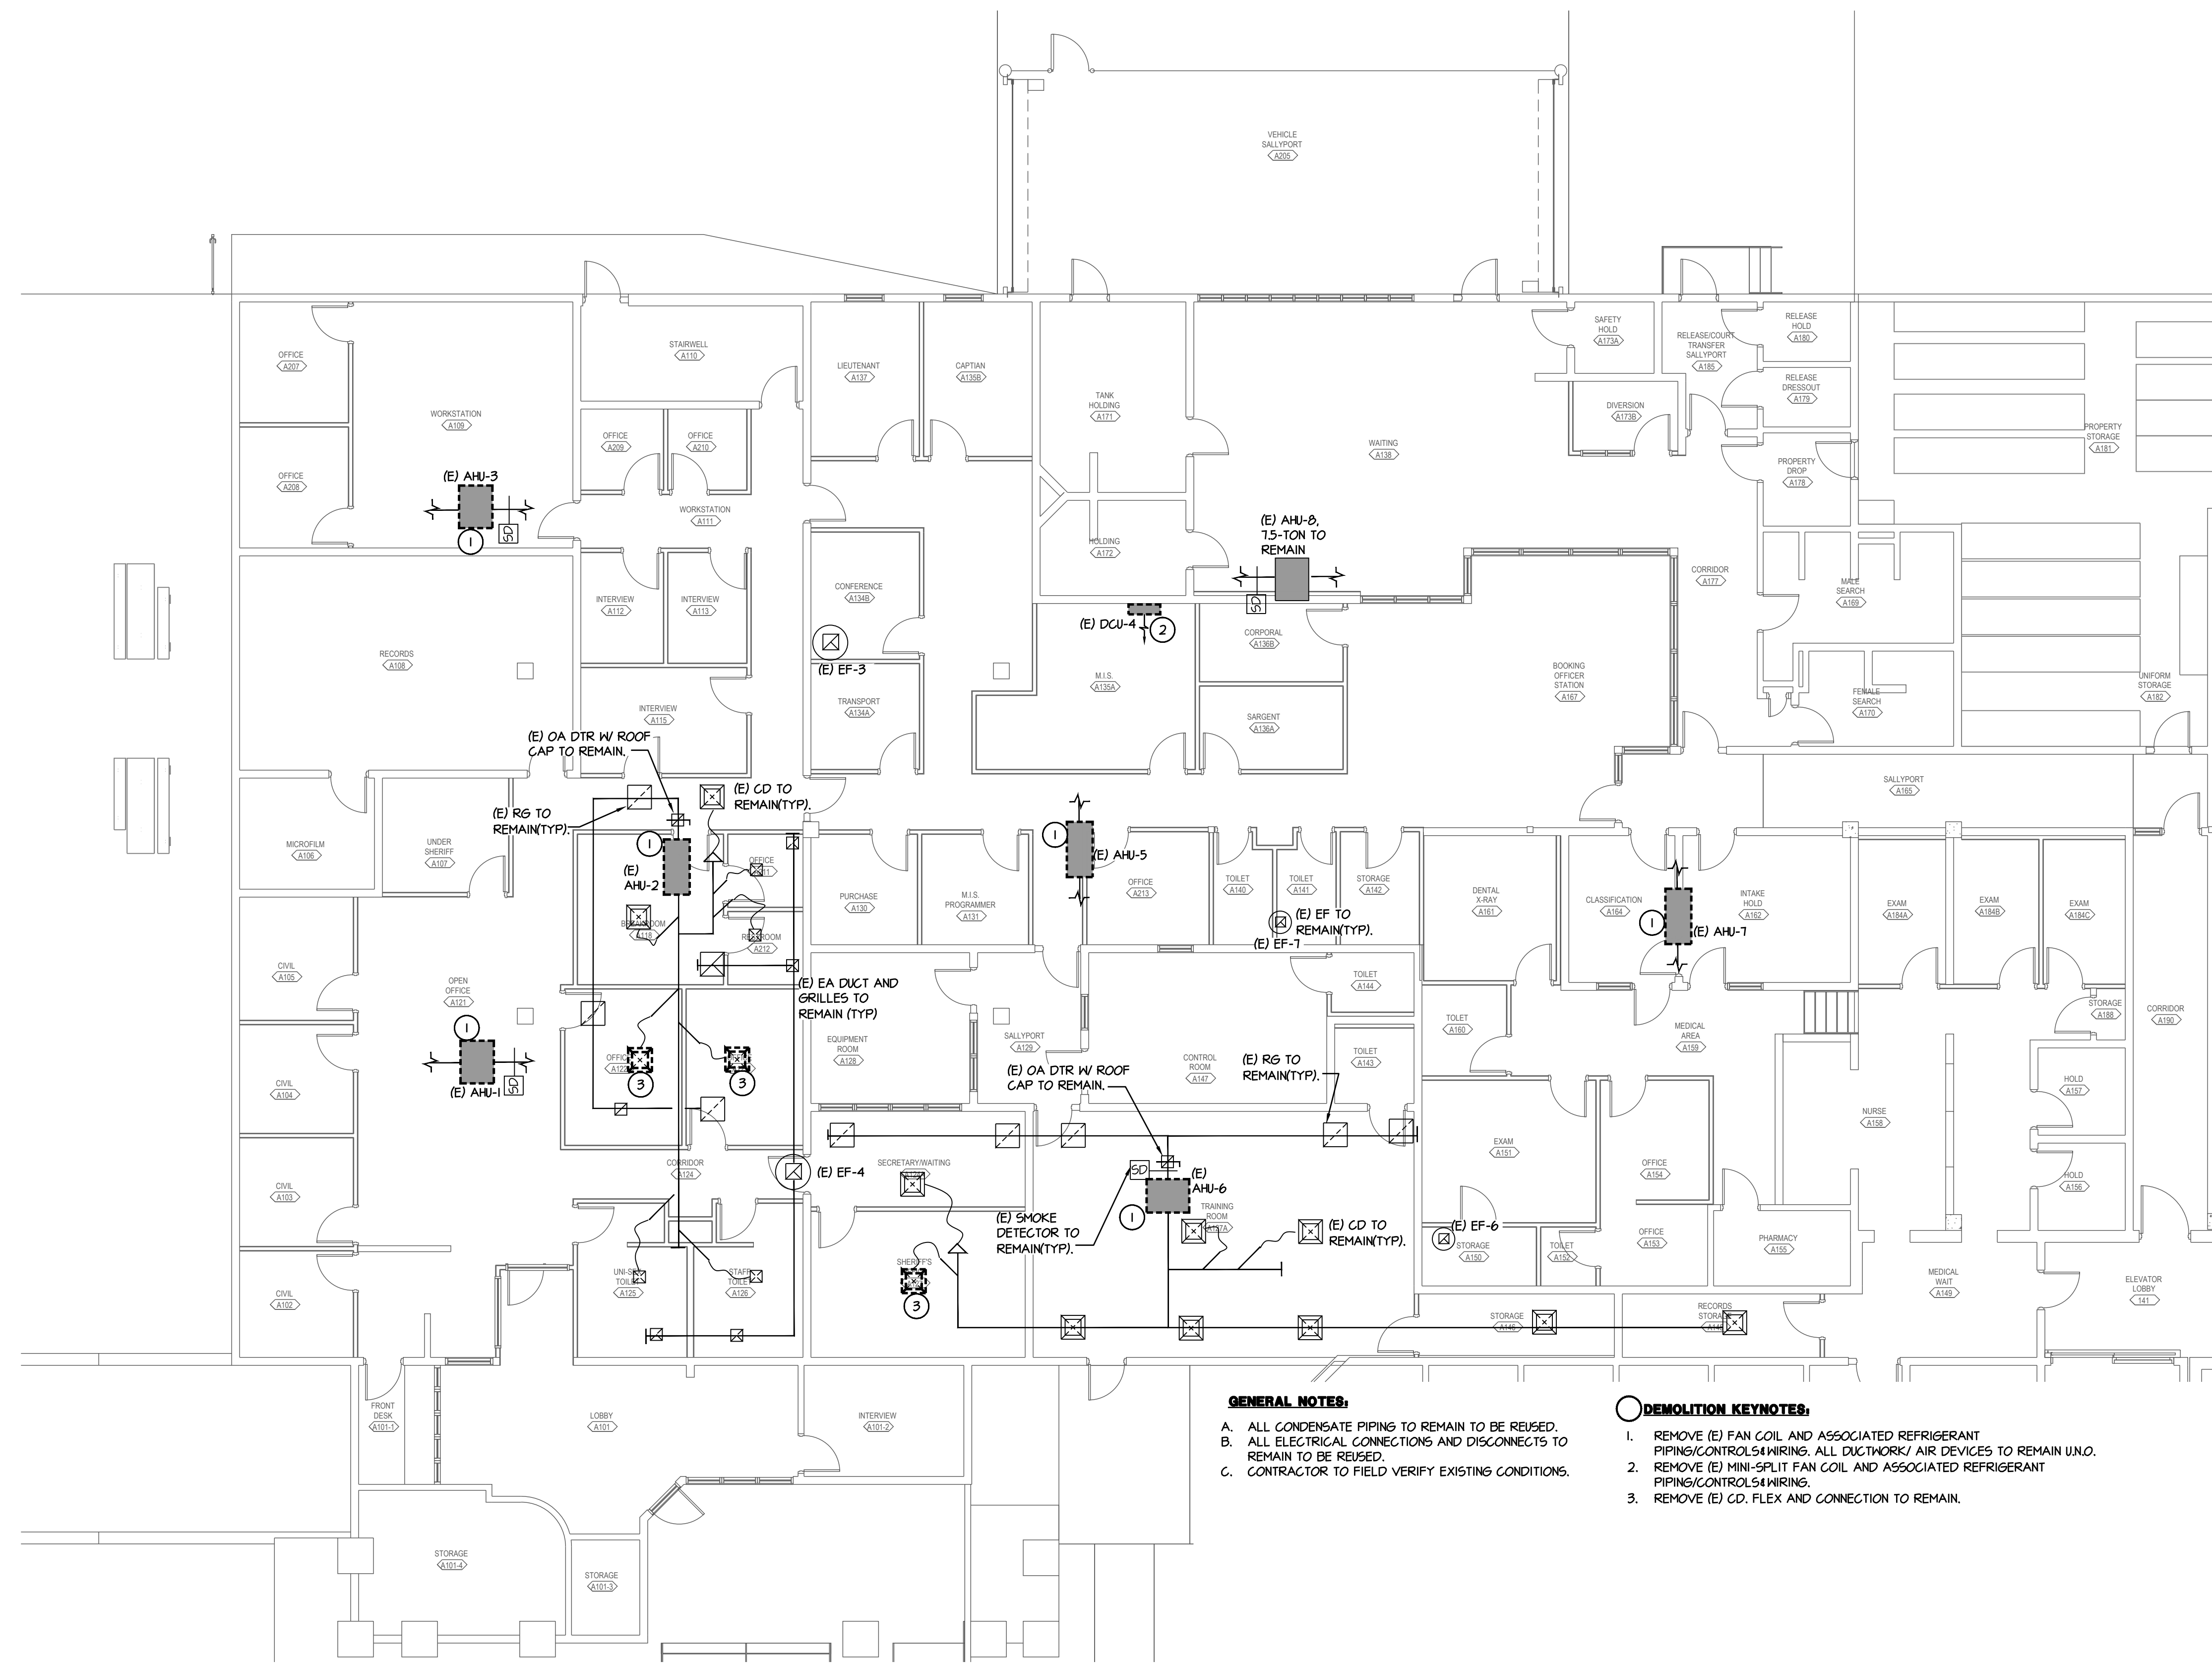 VEHICLE
SALLYPORT
A205
SAFETY
HOLD
A173A
RELEASE/COURT
TRANSFER
SALLYPORT
A185
RELEASE
HOLD
A180
RELEASE
DRESSOUT
A179
OFFICE
A207
STAIRWELL
A110
LIEUTENANT
A137
CAPTIAN
A135B
TANK
HOLDING
A171
DIVERSION
A173B
WORKSTATION
A109
OFFICE
A209
OFFICE
A210
WAITING
A138
PROPERTY
STORAGE
A181
PROPERTY
DROP
A178
OFFICE
A208
(E) AHU-3
1
SD
WORKSTATION
A111
HOLDING
A172
(E) AHU-8,
7.5-TON TO
REMAIN
SD
CORRIDOR
A177
MALE
SEARCH
A169
INTERVIEW
A112
INTERVIEW
A113
CONFERENCE
A134B
(E) EF-3
(E) DCU-4
2
CORPORAL
A136B
RECORDS
A108
M.I.S.
A135A
BOOKING
OFFICER
STATION
A167
FEMALE
SEARCH
A170
UNIFORM
STORAGE
A182
INTERVIEW
A115
TRANSPORT
A134A
SARGENT
A136A
(E) OA DTR W/ ROOF
CAP TO REMAIN.
(E) CD TO
REMAIN(TYP).
(E) RG TO
REMAIN(TYP).
SALLYPORT
A165
MICROFILM
A106
UNDER
SHERIFF
A107
1
(E)
AHU-2
OFFICE
1
(E) AHU-5
PURCHASE
A130
M.I.S.
PROGRAMMER
A131
OFFICE
A213
TOILET
A140
TOILET
A141
STORAGE
A142
DENTAL
X-RAY
A161
CLASSIFICATION
A164
INTAKE
HOLD
A162
1
(E) AHU-7
EXAM
A184A
EXAM
A184B
EXAM
A184C
A118
A212
(E) EF TO
REMAIN(TYP).
(E) EF-7
CIVIL
A105
OPEN
OFFICE
A121
(E) EA DUCT AND
GRILLES TO
REMAIN (TYP)
TOILET
A144
TOLET
A160
MEDICAL
AREA
A159
STORAGE
A188
CORRIDOR
A190
1
(E) AHU-1
SD
3
3
EQUIPMENT
ROOM
A128
SALLYPORT
A129
CONTROL
ROOM
A147
(E) OA DTR W/ ROOF
CAP TO REMAIN.
(E) RG TO
REMAIN(TYP).
TOILET
A143
CIVIL
A104
HOLD
A157
NURSE
A158
EXAM
A151
OFFICE
A154
CORRIDOR
A124
(E) EF-4
SECRETARY/WAITING
SD
(E)
AHU-6
1
TRAINING
ROOM
HOLD
A156
CIVIL
A103
(E) SMOKE
DETECTOR TO
REMAIN(TYP).
(E) CD TO
REMAIN(TYP).
(E) EF-6
STORAGE
A150
TOILET
A152
OFFICE
A153
PHARMACY
A155
CIVIL
A102
A125
A126
SHERIFF'S
3
MEDICAL
WAIT
A149
ELEVATOR
LOBBY
141
STORAGE
RECORDS
FRONT
DESK
A101-1
LOBBY
A101
INTERVIEW
A101-2
STORAGE
A101-4
STORAGE
A101-3
GENERAL NOTES:
A. ALL CONDENSATE PIPING TO REMAIN TO BE REUSED.
B. ALL ELECTRICAL CONNECTIONS AND DISCONNECTS TO
REMAIN TO BE REUSED.
C. CONTRACTOR TO FIELD VERIFY EXISTING CONDITIONS.
DEMOLITION KEYNOTES:
1. REMOVE (E) FAN COIL AND ASSOCIATED REFRIGERANT
PIPING/CONTROLS&WIRING. ALL DUCTWORK/ AIR DEVICES TO REMAIN U.N.O.
2. REMOVE (E) MINI-SPLIT FAN COIL AND ASSOCIATED REFRIGERANT
PIPING/CONTROLS&WIRING.
3. REMOVE (E) CD. FLEX AND CONNECTION TO REMAIN.